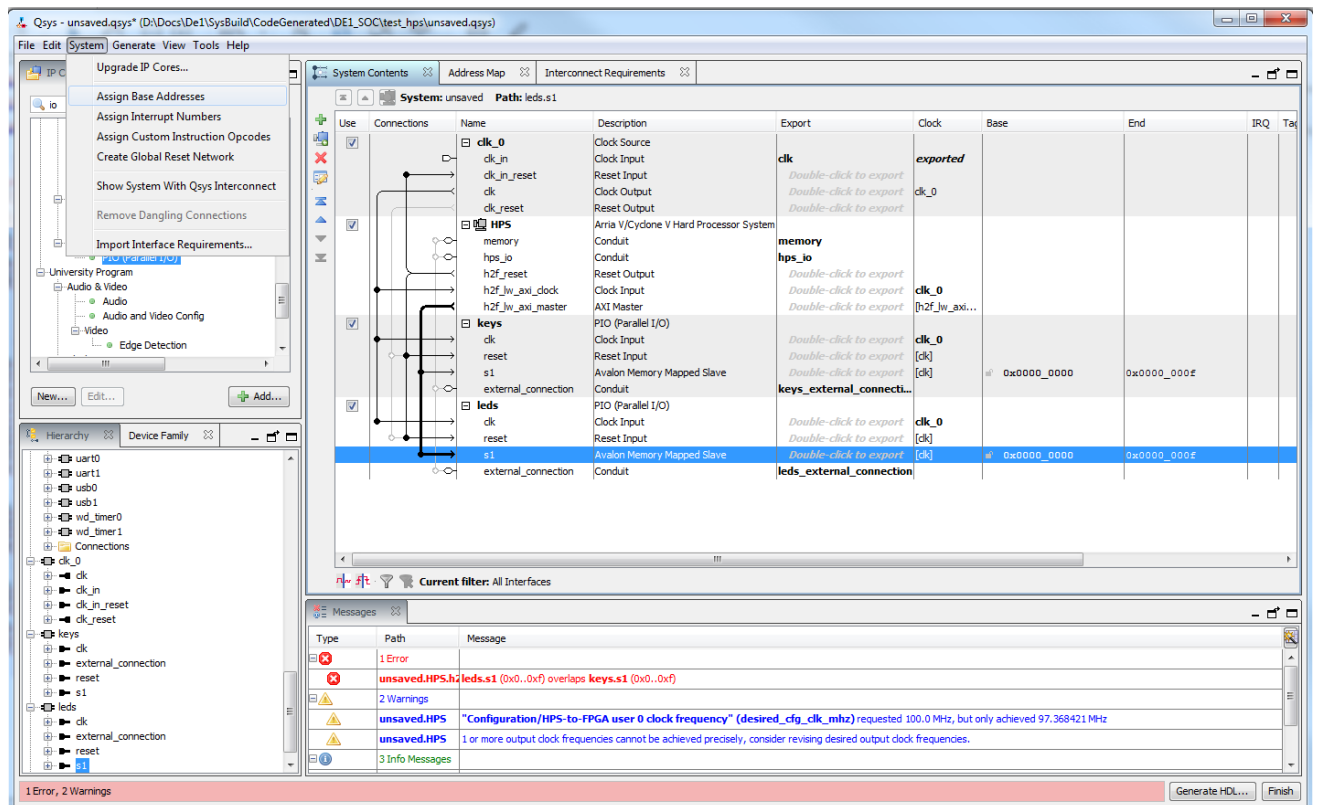 Qsys - unsaved.qsys* (D:\Docs\De1\SysBuild\CodeGenerated\DE1_SOC\test_hps\unsaved.qsys)
File Edit System Generate View Tools Help
Upgrade IP Cores...
Assign Base Addresses
Assign Interrupt Numbers
Assign Custom Instruction Opcodes
Create Global Reset Network
Show System With Qsys Interconnect
Remove Dangling Connections
Import Interface Requirements...
IP C
io
PIO (Parallel I/O)
University Program
Audio & Video
Audio
Audio and Video Config
Video
Edge Detection
New... Edit... Add...
Hierarchy Device Family
uart0
uart1
usb0
usb1
wd_timer0
wd_timer1
Connections
clk_0
clk
clk_in
clk_in_reset
clk_reset
keys
clk
external_connection
reset
s1
leds
clk
external_connection
reset
s1
System Contents Address Map Interconnect Requirements
System: unsaved Path: leds.s1
Use Connections Name Description Export Clock Base End IRQ Tag
clk_0 Clock Source
clk_in Clock Input clk exported
clk_in_reset Reset Input Double-click to export
clk Clock Output Double-click to export clk_0
clk_reset Reset Output Double-click to export
HPS Arria V/Cyclone V Hard Processor System
memory Conduit memory
hps_io Conduit hps_io
h2f_reset Reset Output Double-click to export
h2f_lw_axi_clock Clock Input Double-click to export clk_0
h2f_lw_axi_master AXI Master Double-click to export [h2f_lw_axi...
keys PIO (Parallel I/O)
clk Clock Input Double-click to export clk_0
reset Reset Input Double-click to export [clk]
s1 Avalon Memory Mapped Slave Double-click to export [clk] 0x0000_0000 0x0000_000f
external_connection Conduit keys_external_connecti...
leds PIO (Parallel I/O)
clk Clock Input Double-click to export clk_0
reset Reset Input Double-click to export [clk]
s1 Avalon Memory Mapped Slave Double-click to export [clk] 0x0000_0000 0x0000_000f
external_connection Conduit leds_external_connection
Current filter: All Interfaces
Messages
Type Path Message
1 Error
unsaved.HPS.h2 leds.s1 (0x0..0xf) overlaps keys.s1 (0x0..0xf)
2 Warnings
unsaved.HPS "Configuration/HPS-to-FPGA user 0 clock frequency" (desired_cfg_clk_mhz) requested 100.0 MHz, but only achieved 97.368421 MHz
unsaved.HPS 1 or more output clock frequencies cannot be achieved precisely, consider revising desired output clock frequencies.
3 Info Messages
1 Error, 2 Warnings
Generate HDL... Finish